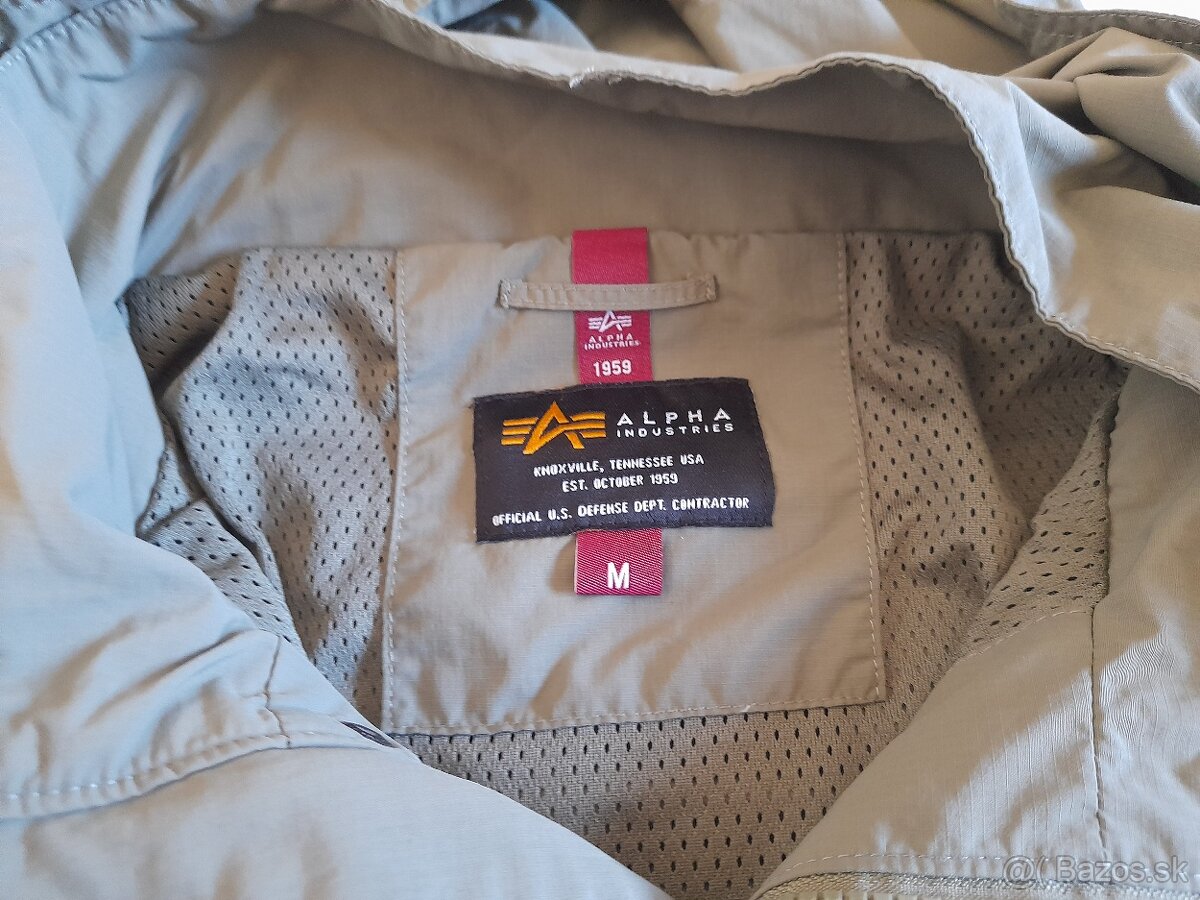 ALPHA
INDUSTRIES
1959
ALPHA
INDUSTRIES
KNOXVILLE, TENNESSEE USA
EST. OCTOBER 1959
OFFICIAL U.S. DEFENSE DEPT. CONTRACTOR
M
@( Bazos.sk